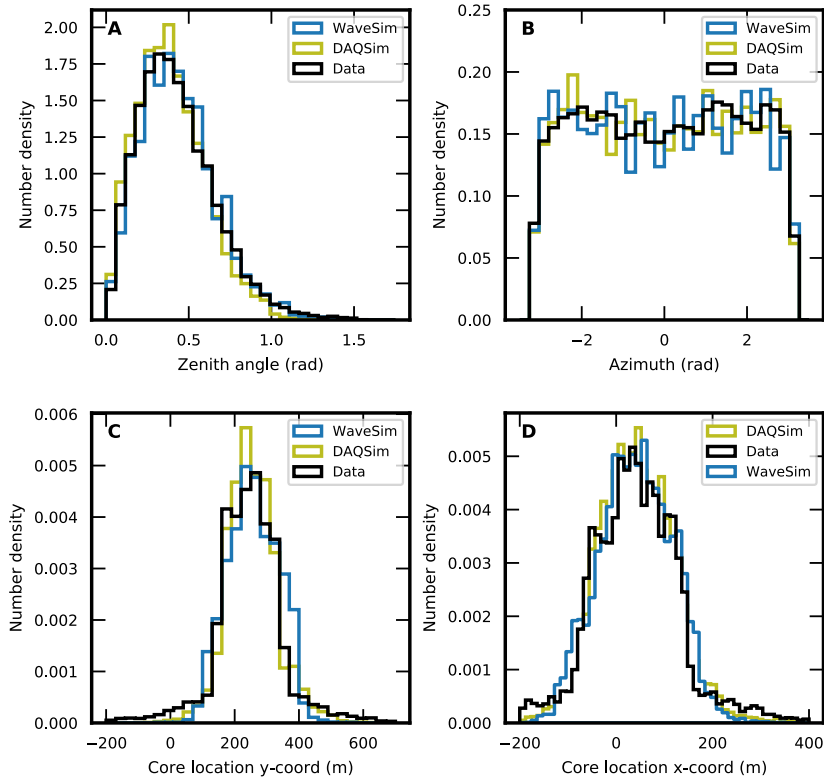 A
WaveSim
DAQSim
Data
Number density
2.00
1.75
1.50
1.25
1.00
0.75
0.50
0.25
0.00
0.0 0.5 1.0 1.5
Zenith angle (rad)
B
WaveSim
DAQSim
Data
Number density
0.25
0.20
0.15
0.10
0.05
0.00
−2 0 2
Azimuth (rad)
C
WaveSim
DAQSim
Data
Number density
0.006
0.005
0.004
0.003
0.002
0.001
0.000
−200 0 200 400 600
Core location y-coord (m)
D
DAQSim
Data
WaveSim
Number density
0.005
0.004
0.003
0.002
0.001
0.000
−200 0 200 400
Core location x-coord (m)